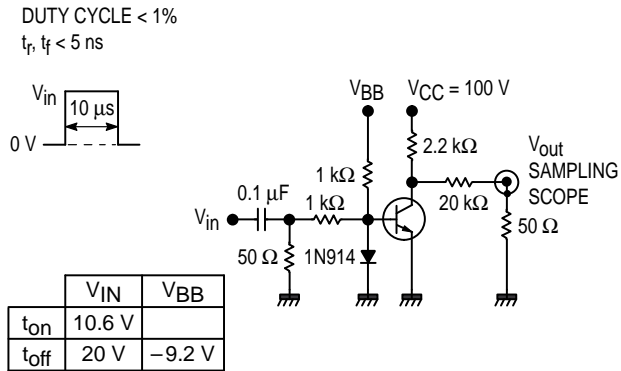 DUTY CYCLE < 1%
tr, tf < 5 ns
Vin
10 μs
0 V
VBB
VCC = 100 V
2.2 kΩ
Vout
SAMPLING
SCOPE
1 kΩ
0.1 μF
1 kΩ
20 kΩ
Vin
50 Ω
1N914
50 Ω
VIN VBB
ton 10.6 V
toff 20 V −9.2 V